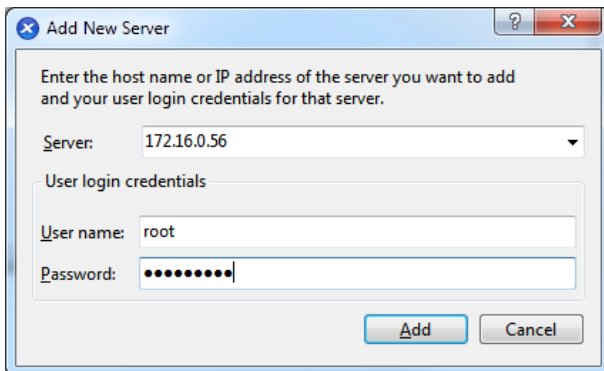 Add New Server
?
Enter the host name or IP address of the server you want to add
and your user login credentials for that server.
Server: 172.16.0.56
User login credentials
User name: root
Password: •••••••••
Add Cancel